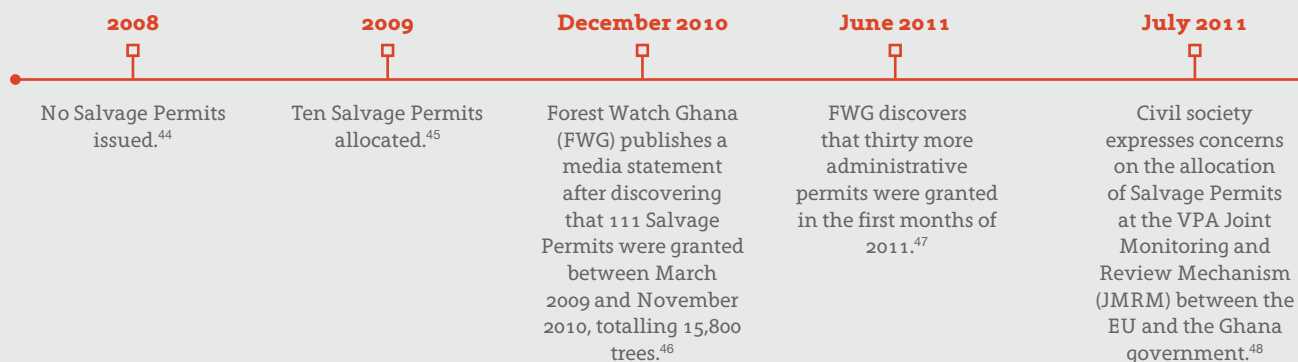 2008
No Salvage Permits
issued.44
2009
Ten Salvage Permits
allocated.45
December 2010
Forest Watch Ghana
(FWG) publishes a
media statement
after discovering
that 111 Salvage
Permits were granted
between March
2009 and November
2010, totalling 15,800
trees.46
June 2011
FWG discovers
that thirty more
administrative
permits were granted
in the first months of
2011.47
July 2011
Civil society
expresses concerns
on the allocation
of Salvage Permits
at the VPA Joint
Monitoring and
Review Mechanism
(JMRM) between the
EU and the Ghana
government.48